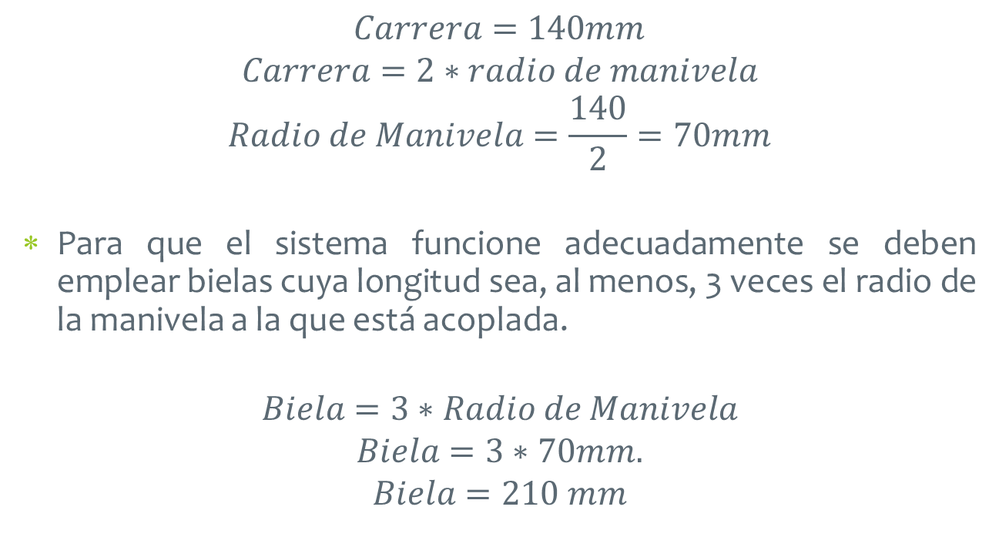 Carrera = 140mm
Carrera = 2 * radio de manivela
Radio de Manivela = 140/2 = 70mm
* Para que el sistema funcione adecuadamente se deben
emplear bielas cuya longitud sea, al menos, 3 veces el radio de
la manivela a la que está acoplada.
Biela = 3 * Radio de Manivela
Biela = 3 * 70mm.
Biela = 210 mm